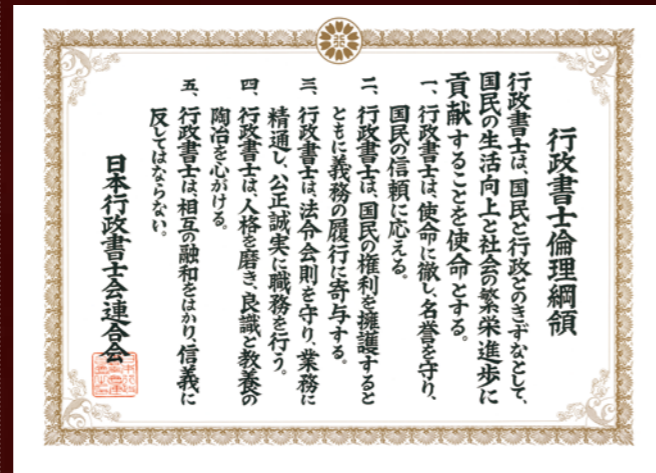 行政書士倫理綱領
行政書士は、国民と行政とのきずなとして、
国民の生活向上と社会の繁栄進歩に
貢献することを使命とする。
一、行政書士は、使命に徹し、名誉を守り、
国民の信頼に応える。
二、行政書士は、国民の権利を擁護すると
ともに義務の履行に寄与する。
三、行政書士は、法令会則を守り、業務に
精通し、公正誠実に職務を行う。
四、行政書士は、人格を磨き、良識と教養の
陶冶を心がける。
五、行政書士は、相互の融和をはかり、信義に
反してはならない。
日本行政書士会連合会